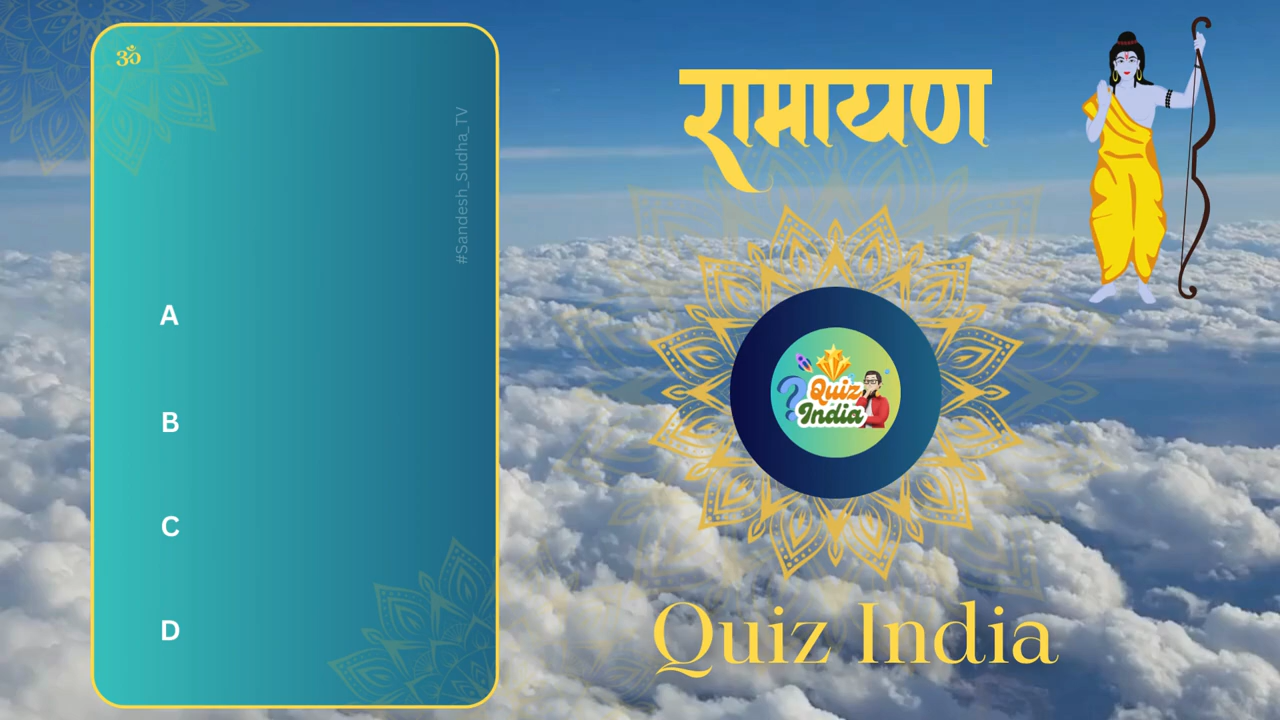 ॐ
#Sandesh_Sudha_TV
A
B
C
D
रामायण
?
Quiz
India
Quiz India